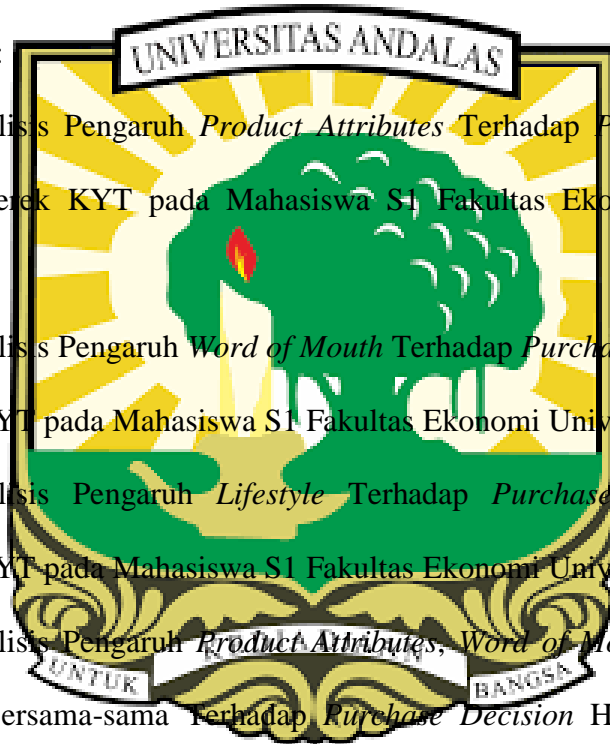 UNIVERSITAS ANDALAS
:
lisis Pengaruh Product Attributes Terhadap P
erek KYT pada Mahasiswa S1 Fakultas Eko
lisis Pengaruh Word of Mouth Terhadap Purcha
YT pada Mahasiswa S1 Fakultas Ekonomi Univ
lisis Pengaruh Lifestyle Terhadap Purchase
YT pada Mahasiswa S1 Fakultas Ekonomi Univ
lisis Pengaruh Product Attributes, Word of Mo
UNTUK BANGSA
ersama-sama Terhadap Purchase Decision H